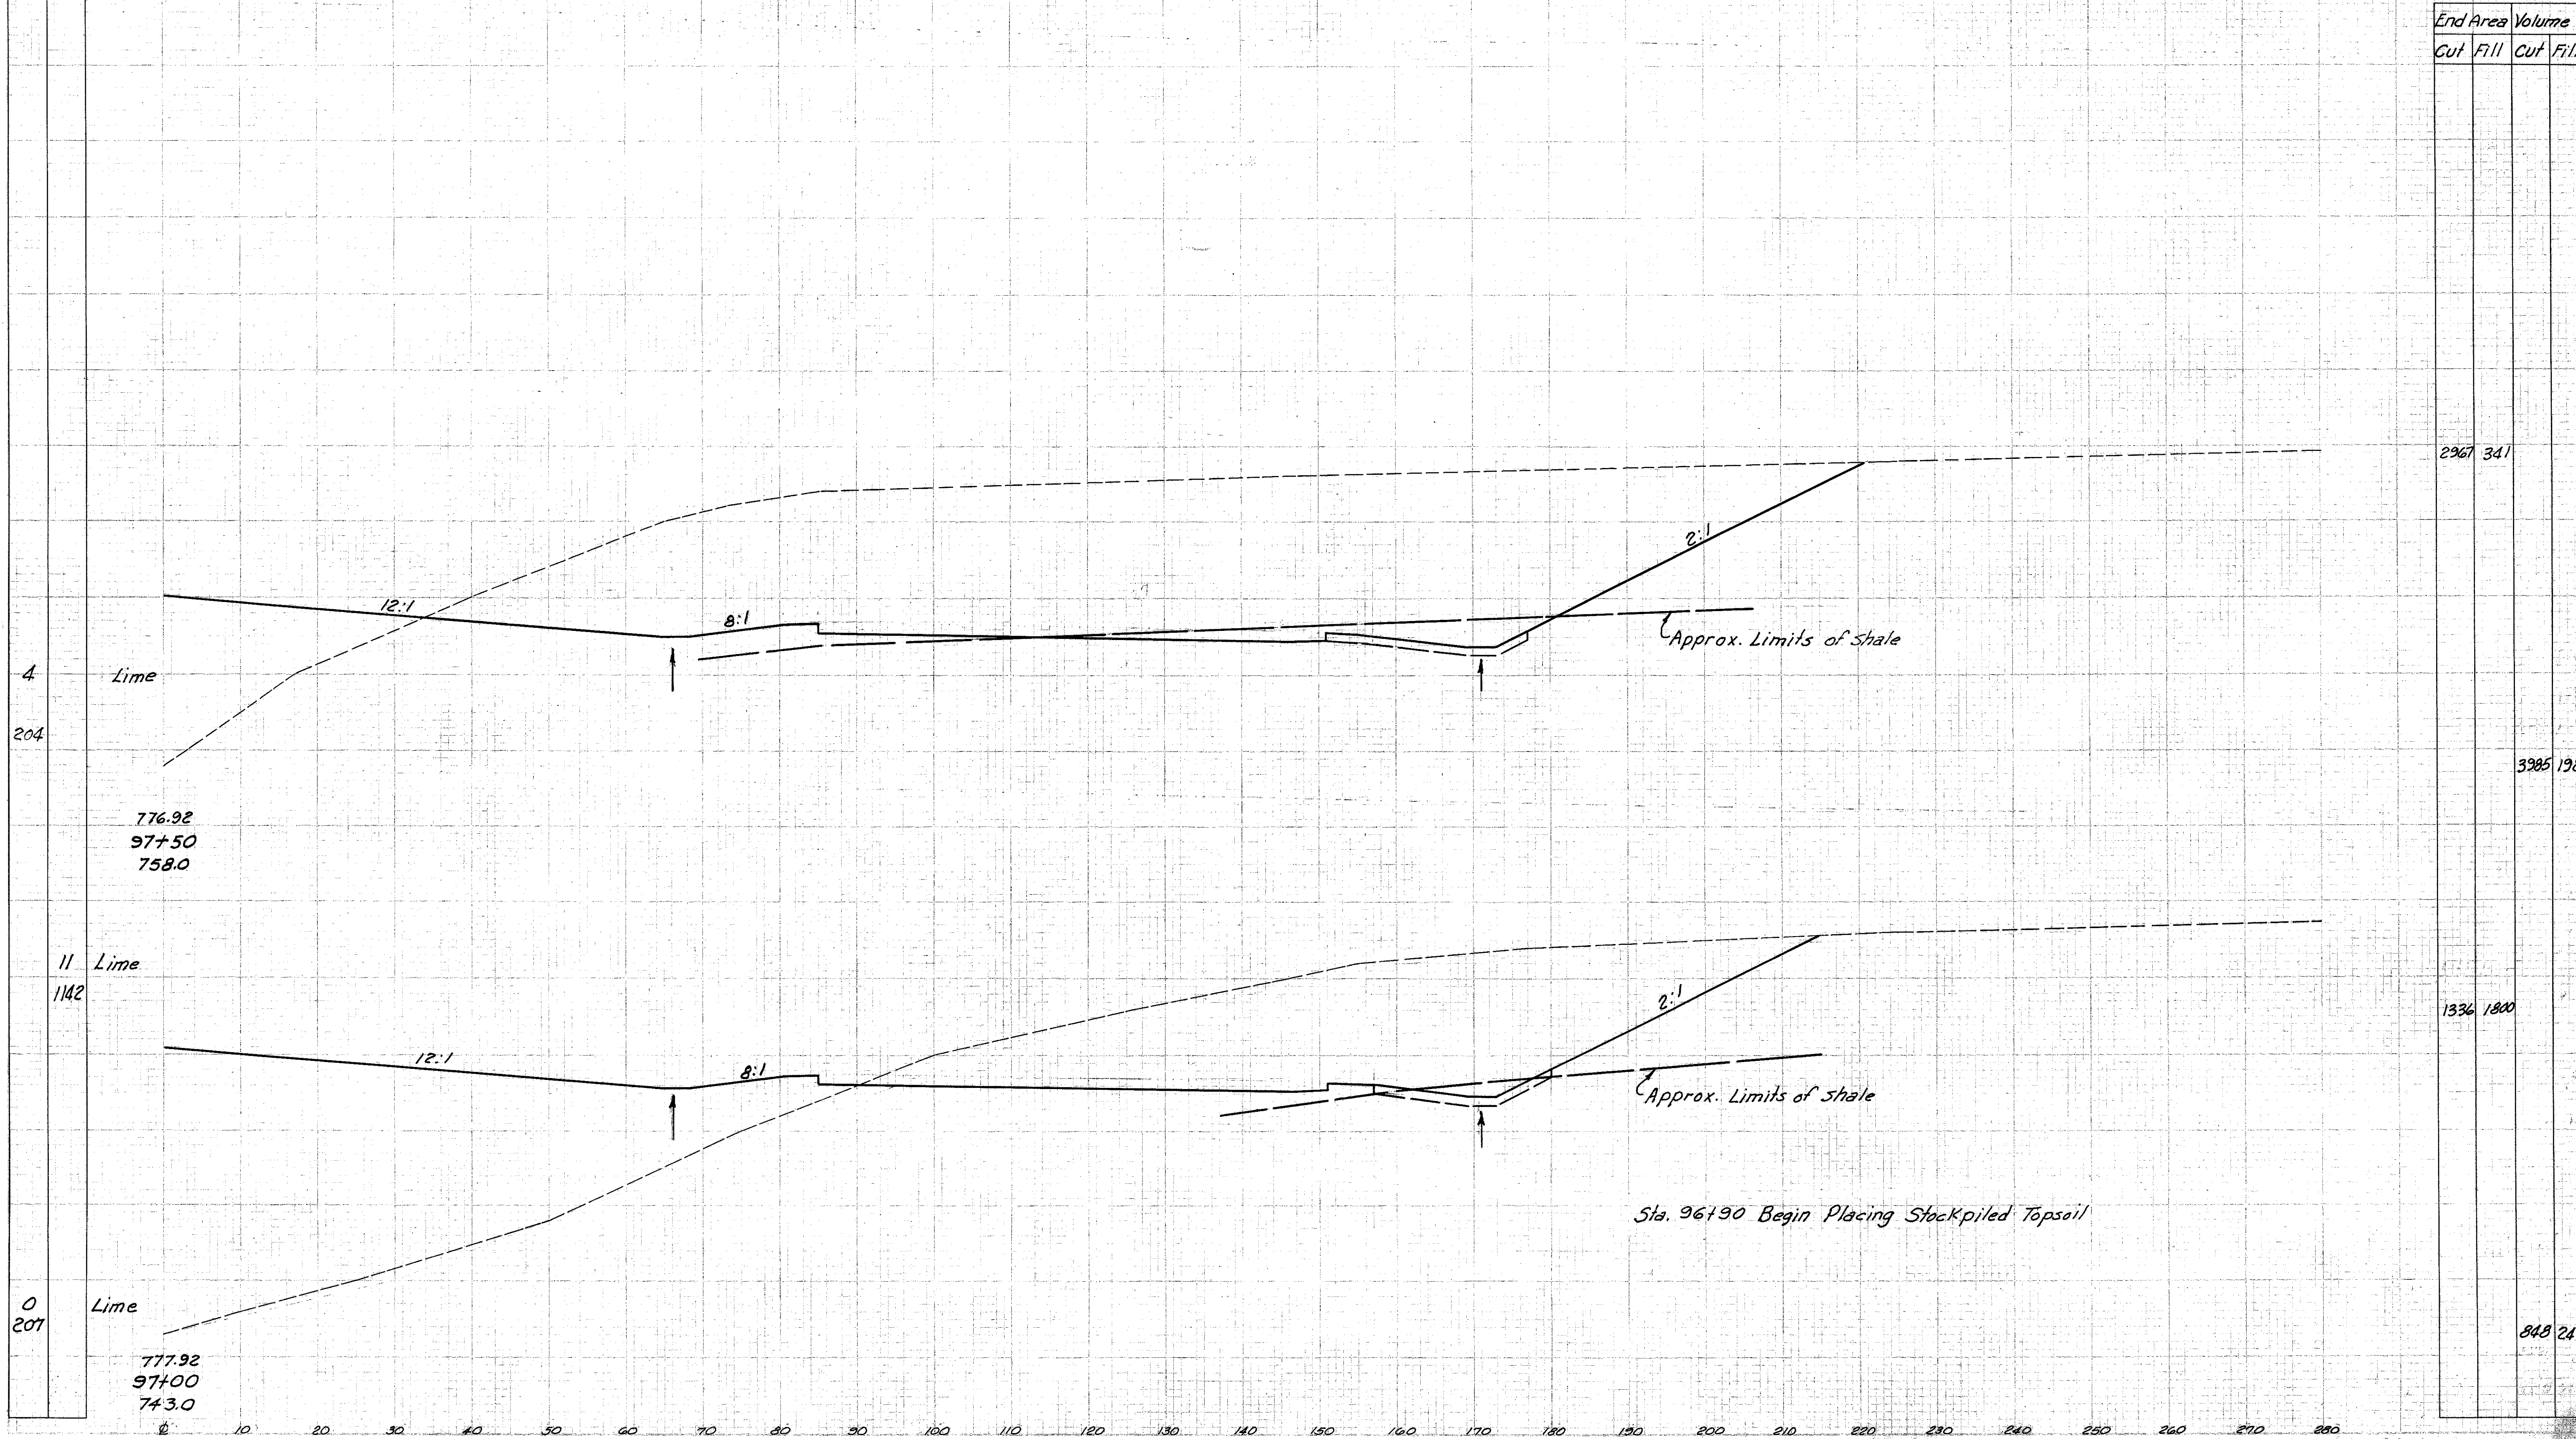 End Area Volume
Cut Fill Cut
2967 341
2:1
12:1
8:1
Approx. Limits of Shale
4 Lime
204
3985
776.92
97+50
758.0
11 Lime
1142
2:1
1336 1800
12:1
8:1
Approx. Limits of Shale
Sta. 96+90 Begin Placing Stockpiled Topsoil
0 Lime
207
848
777.92
97+00
743.0
℄ 10 20 30 40 50 60 70 80 90 100 110 120 130 140 150 160 170 180 190 200 210 220 230 240 250 260 270 280